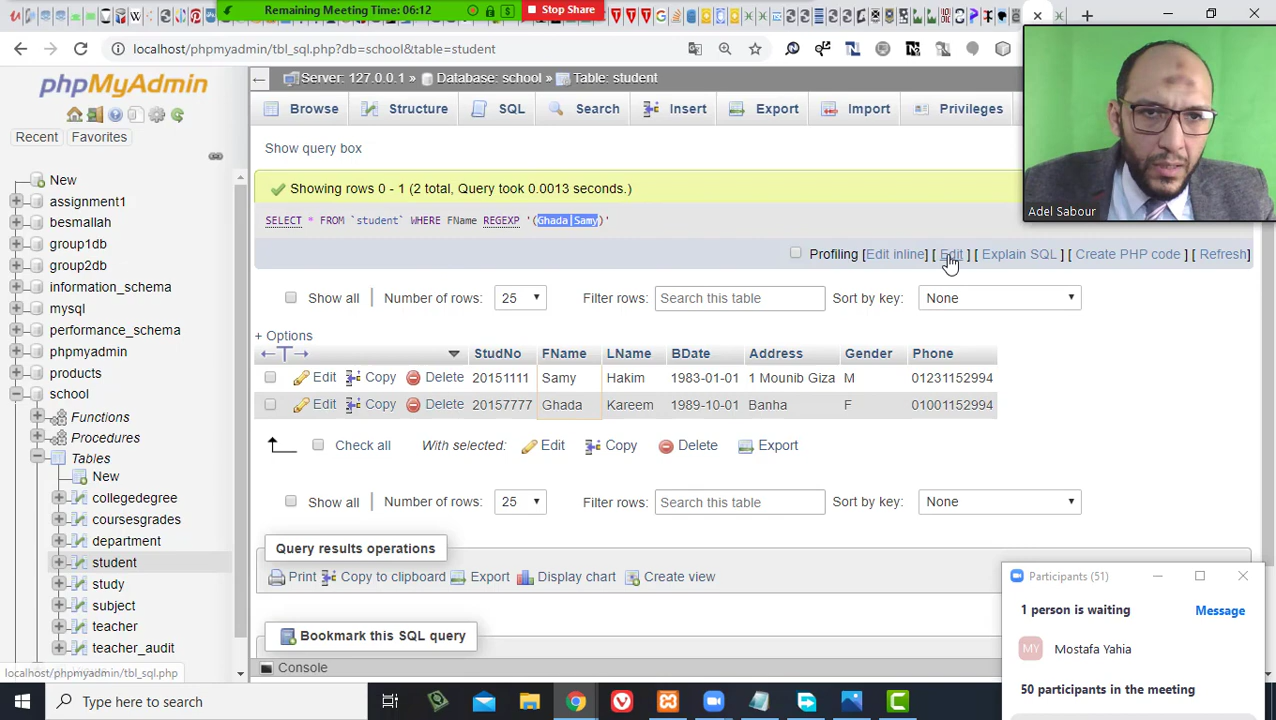 Remaining Meeting Time: 06:12
Stop Share
localhost/phpmyadmin/tbl_sql.php?db=school&table=student
phpMyAdmin
Recent Favorites
New
assignment1
besmallah
group1db
group2db
information_schema
mysql
performance_schema
phpmyadmin
products
school
Functions
Procedures
Tables
New
collegedegree
coursesgrades
department
student
study
subject
teacher
teacher_audit
localhost/phpmyadmin/tbl_sql.php
Server: 127.0.0.1 » Database: school » Table: student
Browse Structure SQL Search Insert Export Import Privileges
Show query box
Showing rows 0 - 1 (2 total, Query took 0.0013 seconds.)
SELECT * FROM `student` WHERE FName REGEXP '(Ghada|Samy)'
Profiling [Edit inline] [ Edit ] [ Explain SQL ] [ Create PHP code ] [ Refresh]
Show all Number of rows: 25 Filter rows: Search this table Sort by key: None
+ Options
StudNo FName LName BDate Address Gender Phone
Edit Copy Delete 20151111 Samy Hakim 1983-01-01 1 Mounib Giza M 01231152994
Edit Copy Delete 20157777 Ghada Kareem 1989-10-01 Banha F 01001152994
Check all With selected: Edit Copy Delete Export
Show all Number of rows: 25 Filter rows: Search this table Sort by key: None
Query results operations
Print Copy to clipboard Export Display chart Create view
Bookmark this SQL query
Console
Adel Sabour
Participants (51)
1 person is waiting Message
MY Mostafa Yahia
50 participants in the meeting
Type here to search